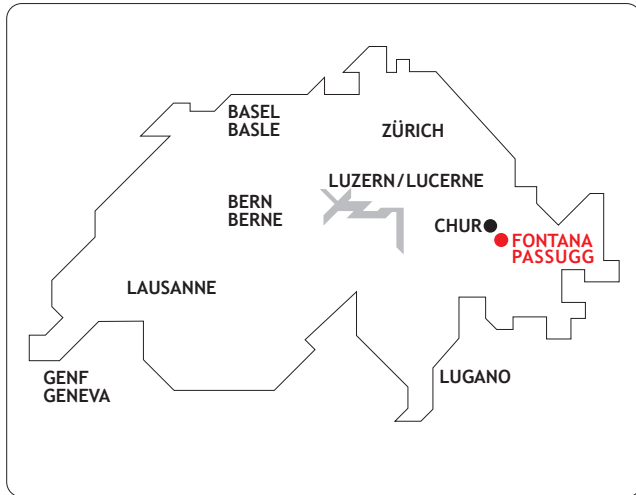 BASEL
BASLE
ZÜRICH
LUZERN/LUCERNE
BERN
BERNE
CHUR
FONTANA
PASSUGG
LAUSANNE
GENF
GENEVA
LUGANO